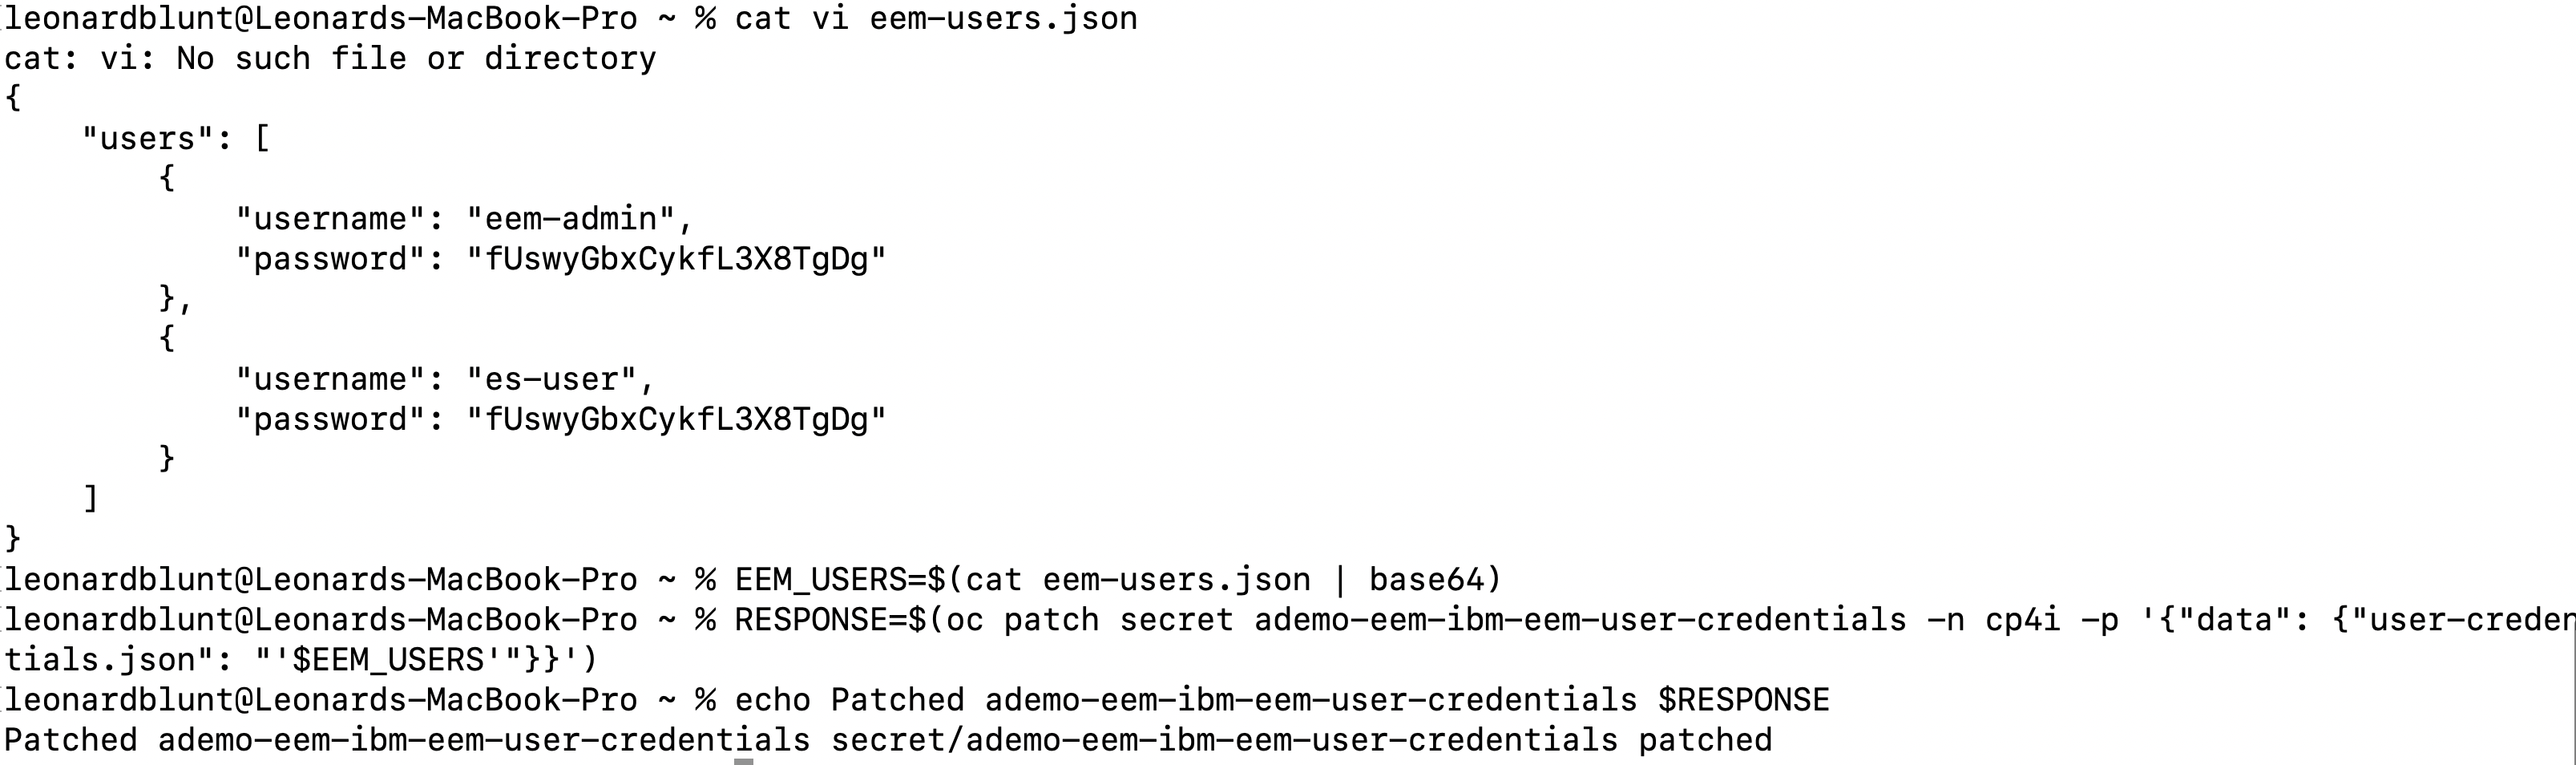 leonardblunt@Leonards-MacBook-Pro ~ % cat vi eem-users.json
cat: vi: No such file or directory
{
    "users": [
        {
            "username": "eem-admin",
            "password": "fUswyGbxCykfL3X8TgDg"
        },
        {
            "username": "es-user",
            "password": "fUswyGbxCykfL3X8TgDg"
        }
    ]
}
leonardblunt@Leonards-MacBook-Pro ~ % EEM_USERS=$(cat eem-users.json | base64)
leonardblunt@Leonards-MacBook-Pro ~ % RESPONSE=$(oc patch secret ademo-eem-ibm-eem-user-credentials -n cp4i -p '{"data": {"user-creden
tials.json": "'$EEM_USERS'"}}')
leonardblunt@Leonards-MacBook-Pro ~ % echo Patched ademo-eem-ibm-eem-user-credentials $RESPONSE
Patched ademo-eem-ibm-eem-user-credentials secret/ademo-eem-ibm-eem-user-credentials patched